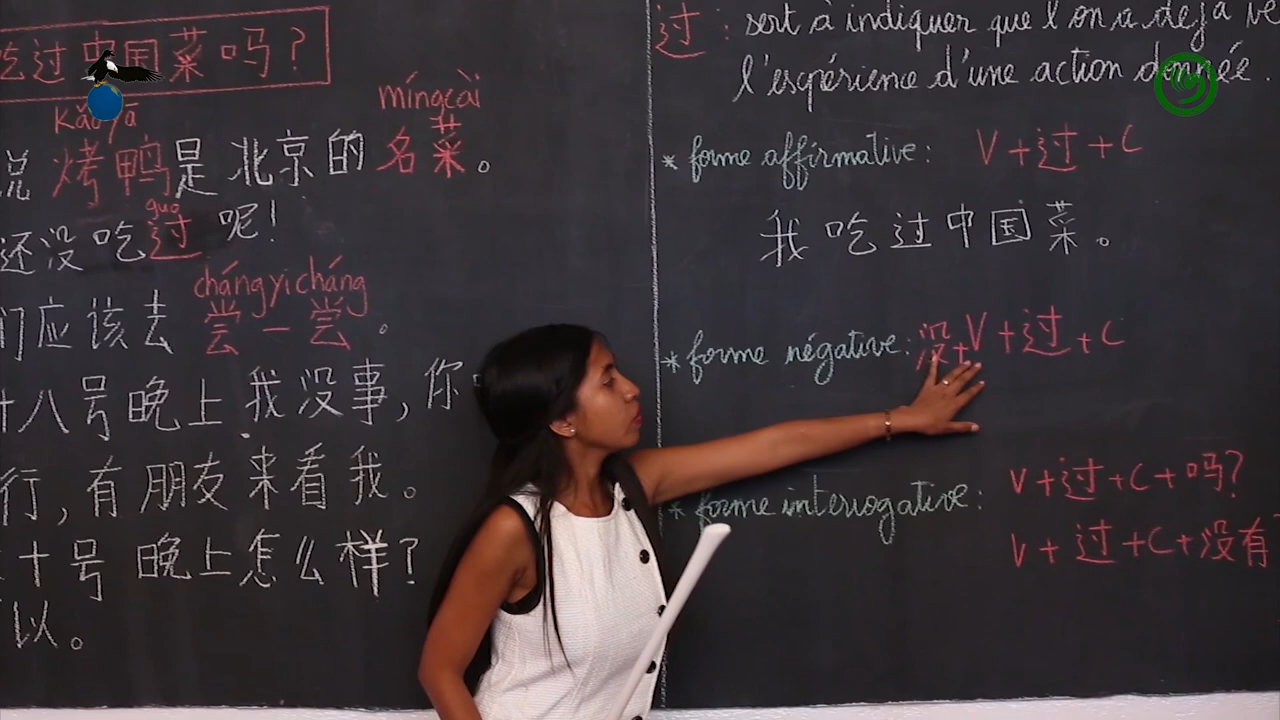 吃过中国菜吗？
kǎoyā míngcài
说烤鸭是北京的名菜。
guo
还没吃过呢！
chángyicháng
们应该去尝一尝。
十八号晚上我没事，你
行，有朋友来看我。
十号晚上怎么样？
以。
过：sert à indiquer que l'on a déjà vé
l'expérience d'une action donnée.
* forme affirmative: V+过+C
我吃过中国菜。
* forme négative: 没+V+过+C
* forme interrogative: V+过+C+吗?
V+过+C+没有